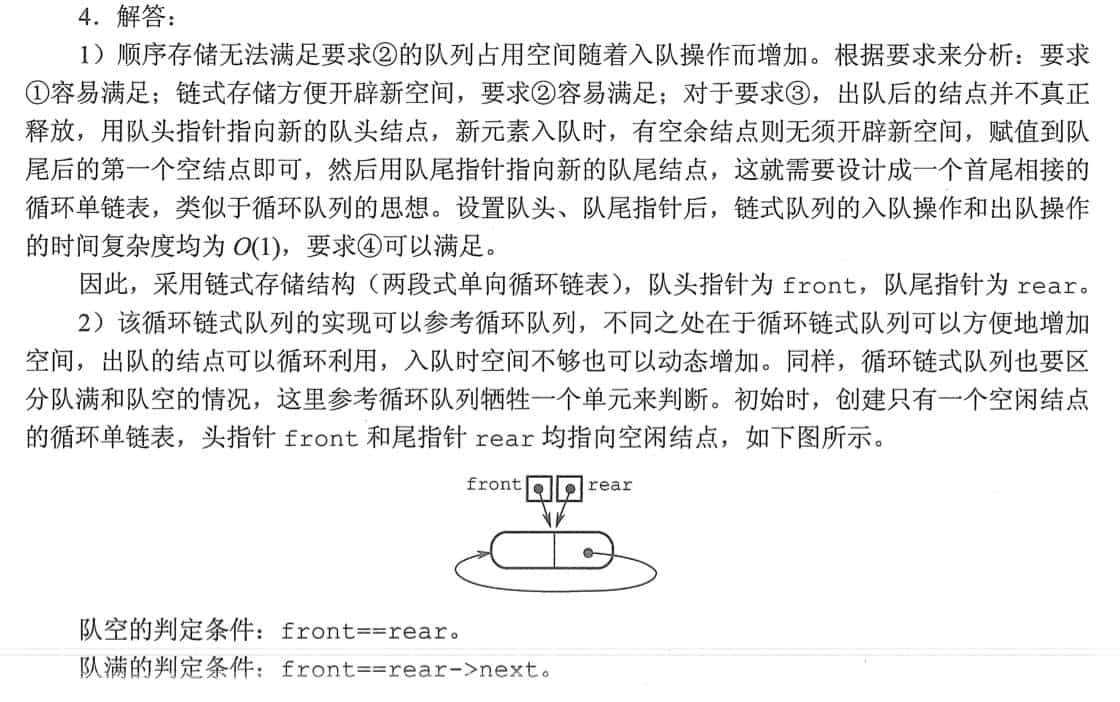 4．解答：
1）顺序存储无法满足要求②的队列占用空间随着入队操作而增加。根据要求来分析：要求
①容易满足；链式存储方便开辟新空间，要求②容易满足；对于要求③，出队后的结点并不真正
释放，用队头指针指向新的队头结点，新元素入队时，有空余结点则无须开辟新空间，赋值到队
尾后的第一个空结点即可，然后用队尾指针指向新的队尾结点，这就需要设计成一个首尾相接的
循环单链表，类似于循环队列的思想。设置队头、队尾指针后，链式队列的入队操作和出队操作
的时间复杂度均为 O(1)，要求④可以满足。
因此，采用链式存储结构（两段式单向循环链表），队头指针为 front，队尾指针为 rear。
2）该循环链式队列的实现可以参考循环队列，不同之处在于循环链式队列可以方便地增加
空间，出队的结点可以循环利用，入队时空间不够也可以动态增加。同样，循环链式队列也要区
分队满和队空的情况，这里参考循环队列牺牲一个单元来判断。初始时，创建只有一个空闲结点
的循环单链表，头指针 front 和尾指针 rear 均指向空闲结点，如下图所示。
front rear
队空的判定条件：front==rear。
队满的判定条件：front==rear->next。